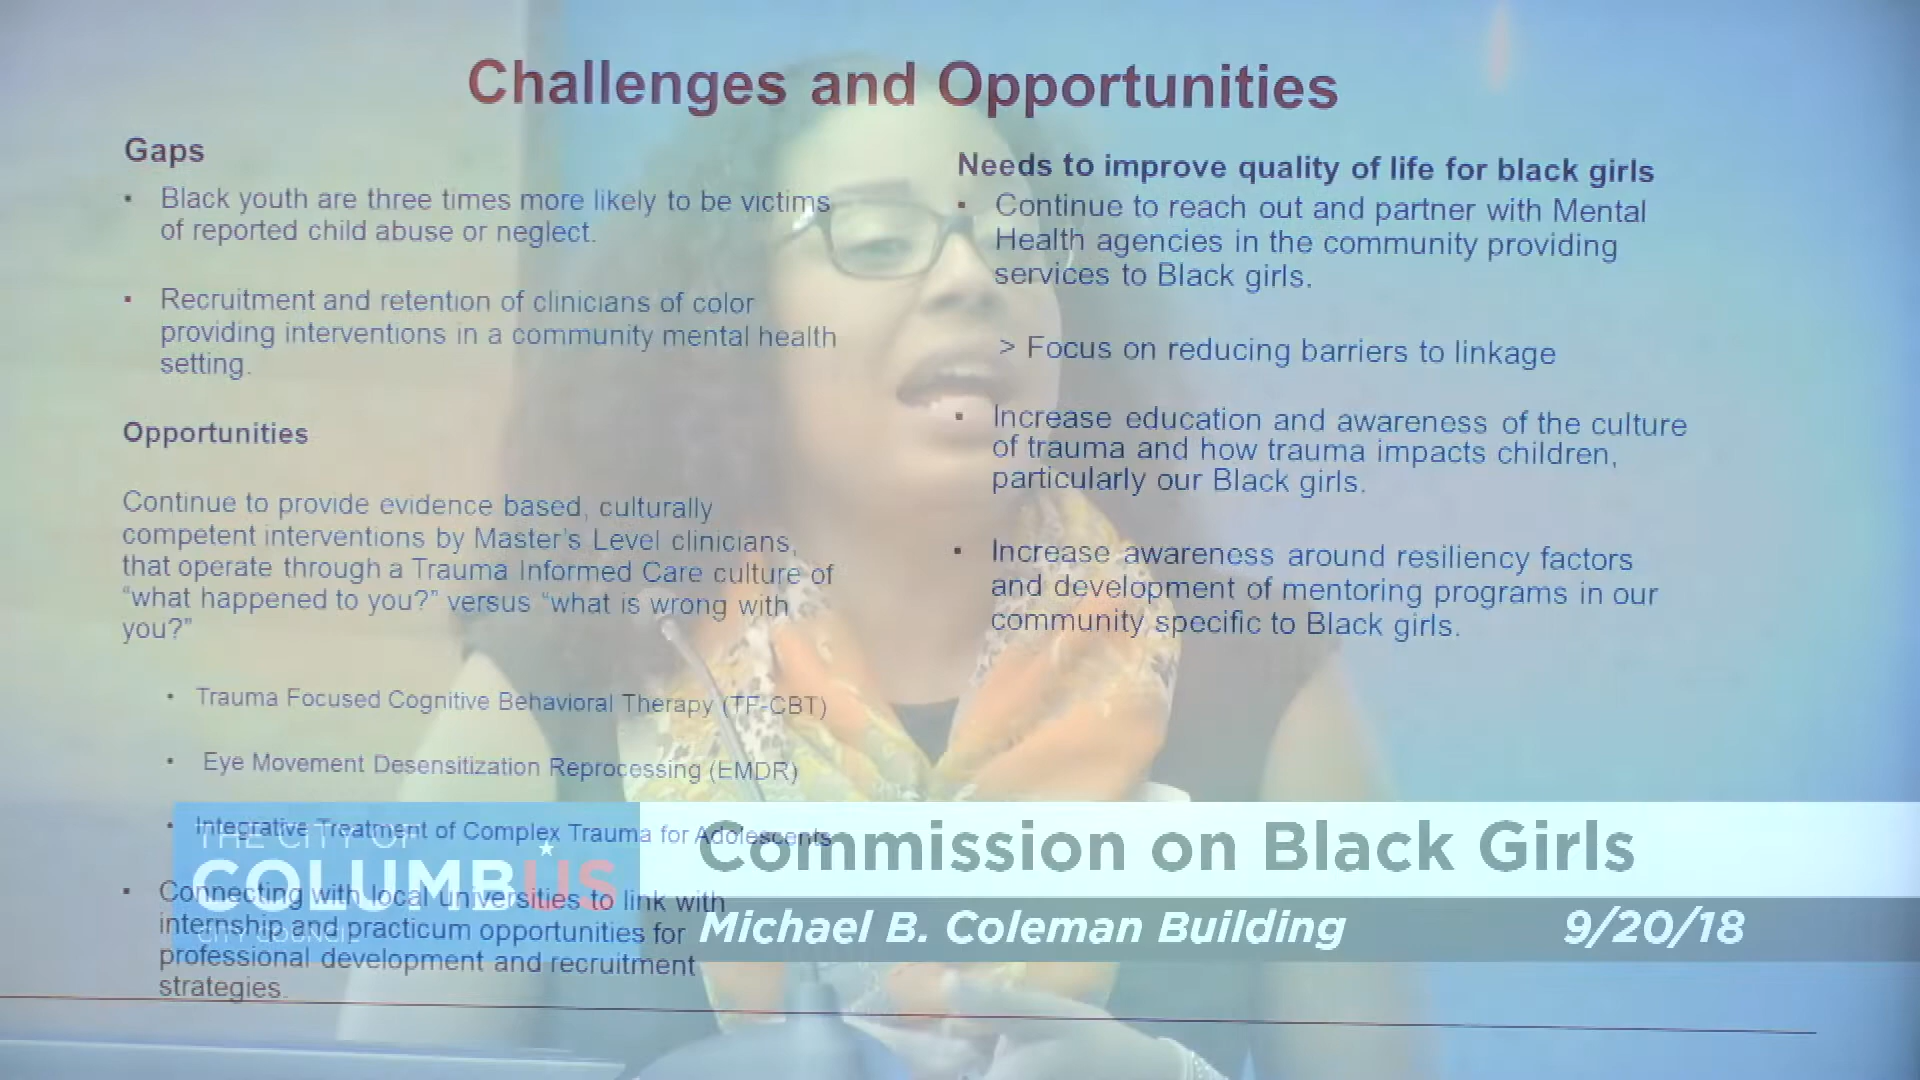 Challenges and Opportunities
Gaps
▪ Black youth are three times more likely to be victims
of reported child abuse or neglect.
▪ Recruitment and retention of clinicians of color
providing interventions in a community mental health
setting.
Opportunities
Continue to provide evidence based, culturally
competent interventions by Master's Level clinicians,
that operate through a Trauma Informed Care culture of
“what happened to you?” versus “what is wrong with
you?”
• Trauma Focused Cognitive Behavioral Therapy (TF-CBT)
• Eye Movement Desensitization Reprocessing (EMDR)
• Integrative Treatment of Complex Trauma for Adolescents
▪ Connecting with local universities to link with
internship and practicum opportunities for
professional development and recruitment
strategies.
Needs to improve quality of life for black girls
▪ Continue to reach out and partner with Mental
Health agencies in the community providing
services to Black girls.
> Focus on reducing barriers to linkage
▪ Increase education and awareness of the culture
of trauma and how trauma impacts children,
particularly our Black girls.
▪ Increase awareness around resiliency factors
and development of mentoring programs in our
community specific to Black girls.
THE CITY OF
COLUMBUS
CITY COUNCIL
Commission on Black Girls
Michael B. Coleman Building 9/20/18